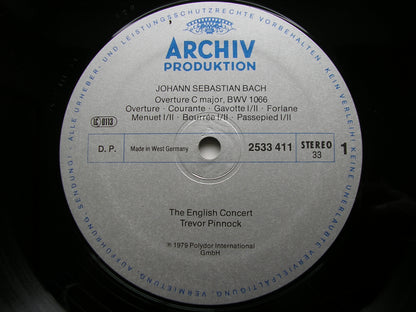 ALLE URHEBER- UND LEISTUNGSSCHUTZRECHTE VORBEHALTEN · KEIN VERLEIH! KEINE UNERLAUBTE VERVIELFÄLTIGUNG, VERMIETUNG, AUFFÜHRUNG, SENDUNG! ·
ARCHIV
PRODUKTION
JOHANN SEBASTIAN BACH
Overture C major, BWV 1066
Overture · Courante · Gavotte I/II · Forlane
Menuet I/II · Bourrée I/II · Passepied I/II
LC 0113
D. P. Made in West Germany 2533 411 STEREO 33 1
The English Concert
Trevor Pinnock
℗ 1979 Polydor International
GmbH